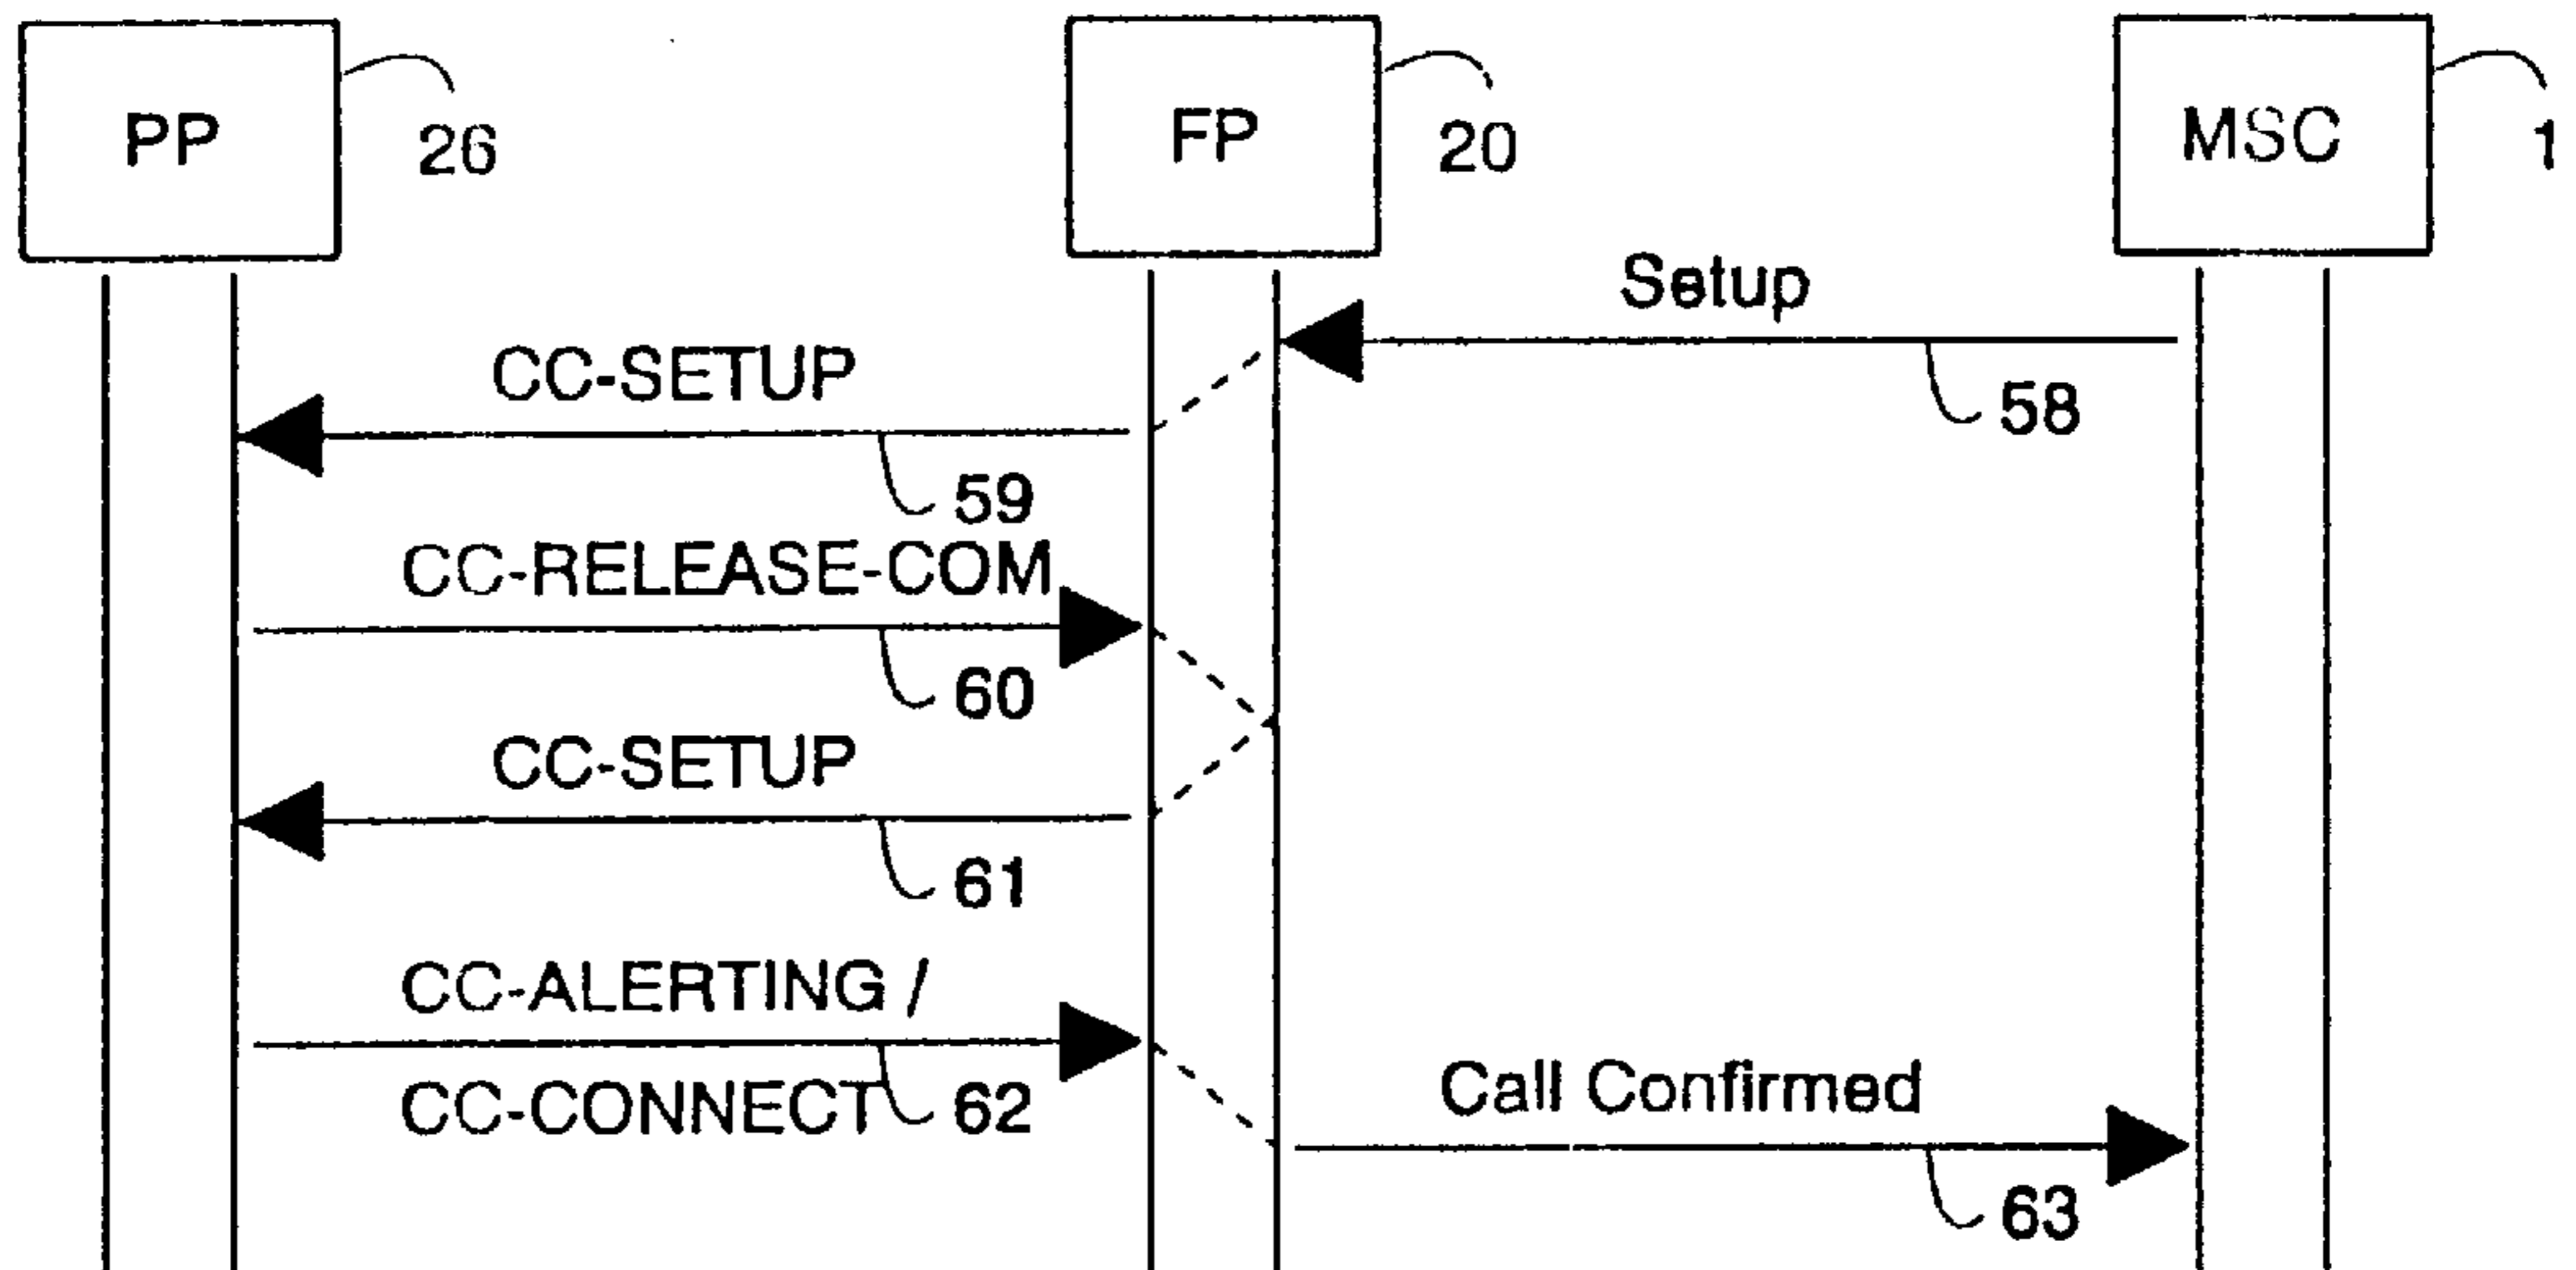 PP
26
FP
20
MSC
1
Setup
58
CC-SETUP
59
CC-RELEASE-COM
60
CC-SETUP
61
CC-ALERTING /
CC-CONNECT
62
Call Confirmed
63